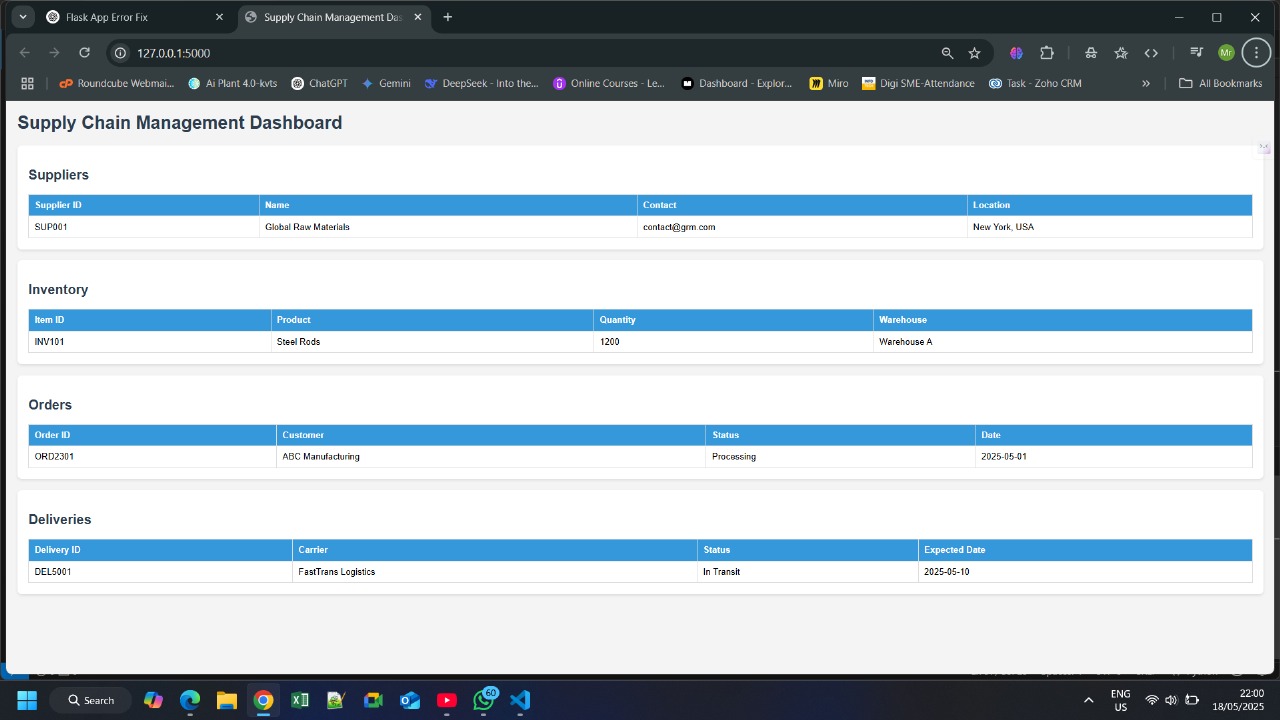 Flask App Error Fix
Supply Chain Management Das
127.0.0.1:5000
Mr
Roundcube Webmai...
Ai Plant 4.0-kvts
ChatGPT
Gemini
DeepSeek - Into the...
Online Courses - Le...
Dashboard - Explor...
Miro
Digi SME-Attendance
Task - Zoho CRM
All Bookmarks
Supply Chain Management Dashboard
Suppliers
Supplier ID Name Contact Location
SUP001 Global Raw Materials contact@grm.com New York, USA
Inventory
Item ID Product Quantity Warehouse
INV101 Steel Rods 1200 Warehouse A
Orders
Order ID Customer Status Date
ORD2301 ABC Manufacturing Processing 2025-05-01
Deliveries
Delivery ID Carrier Status Expected Date
DEL5001 FastTrans Logistics In Transit 2025-05-10
Search
60
ENG
US
22:00
18/05/2025